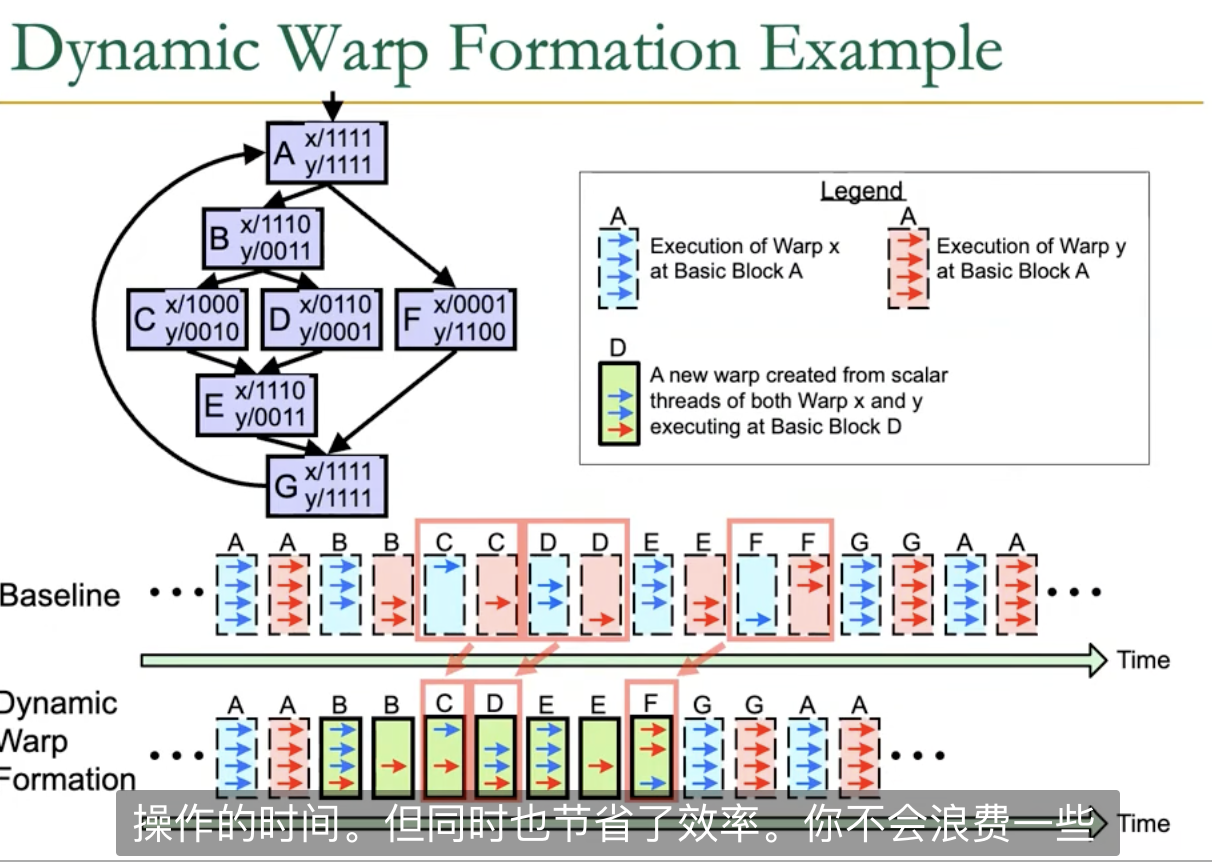 Dynamic Warp Formation Example
A x/1111
y/1111
B x/1110
y/0011
C x/1000
y/0010
D x/0110
y/0001
F x/0001
y/1100
E x/1110
y/0011
G x/1111
y/1111
Legend
A
Execution of Warp x
at Basic Block A
A
Execution of Warp y
at Basic Block A
D
A new warp created from scalar
threads of both Warp x and y
executing at Basic Block D
A A B B C C D D E E F F G G A A
Baseline
Time
Dynamic
Warp
Formation
A A B B C D E E F G G A A
操作的时间。但同时也节省了效率。你不会浪费一些
Time